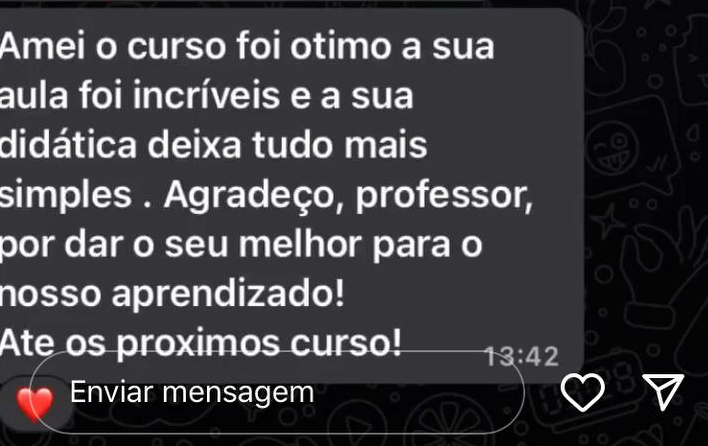 Amei o curso foi otimo a sua
aula foi incríveis e a sua
didática deixa tudo mais
simples . Agradeço, professor,
por dar o seu melhor para o
nosso aprendizado!
Ate os proximos curso!
13:42
Enviar mensagem